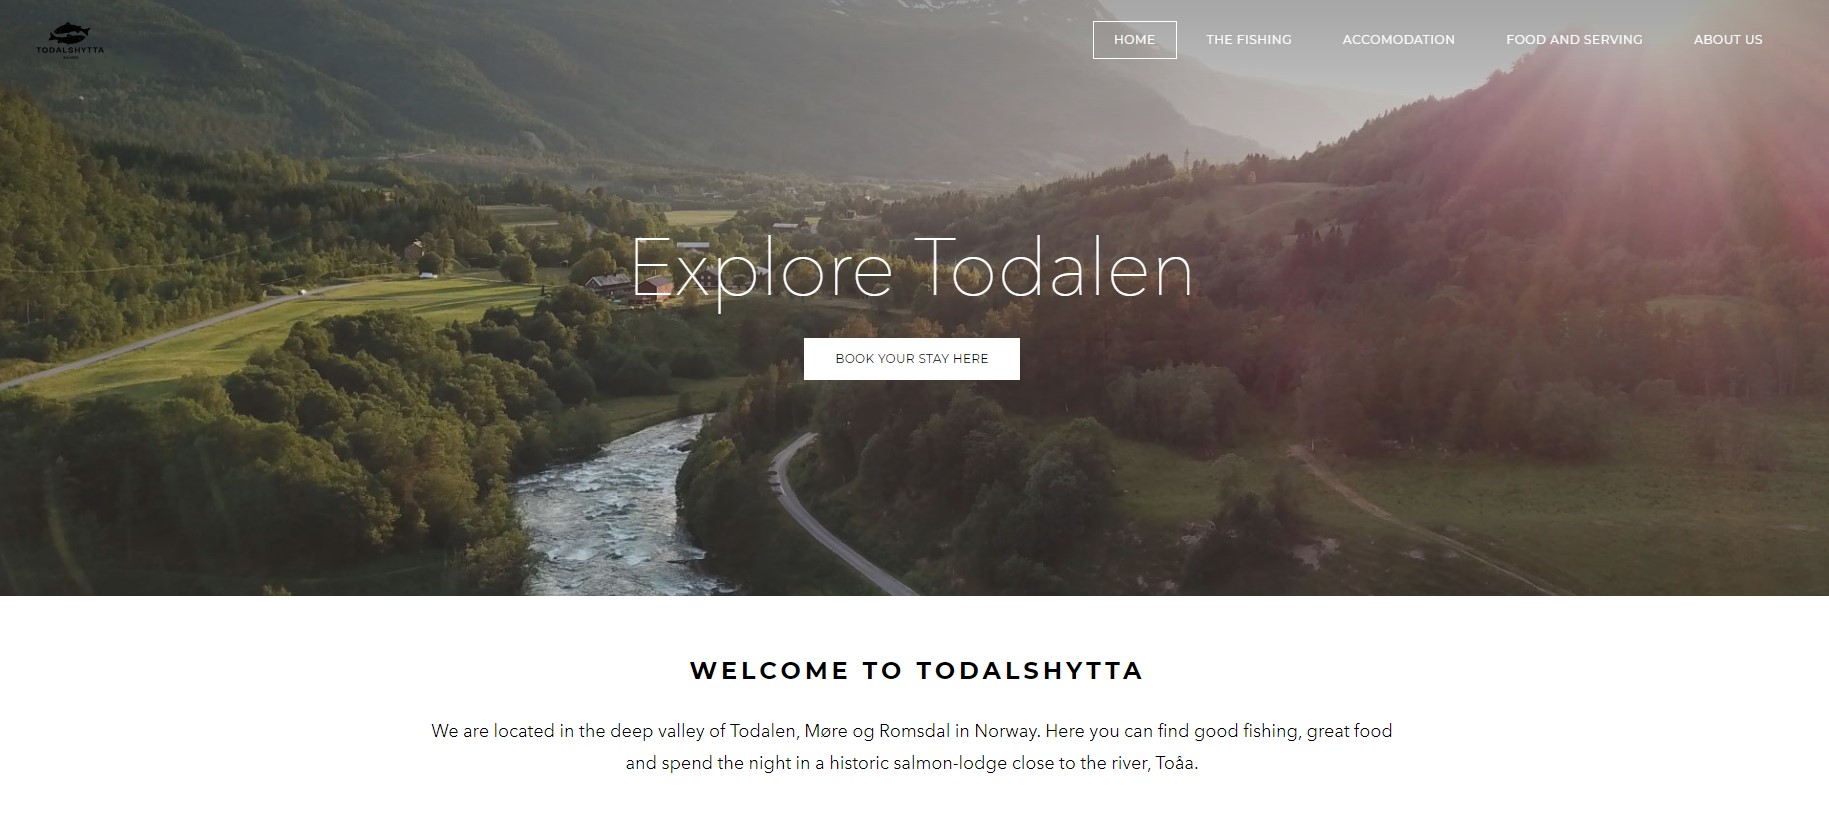 TODALSHYTTA
HOME
THE FISHING
ACCOMODATION
FOOD AND SERVING
ABOUT US
Explore Todalen
BOOK YOUR STAY HERE
WELCOME TO TODALSHYTTA
We are located in the deep valley of Todalen, Møre og Romsdal in Norway. Here you can find good fishing, great food
and spend the night in a historic salmon-lodge close to the river, Toåa.